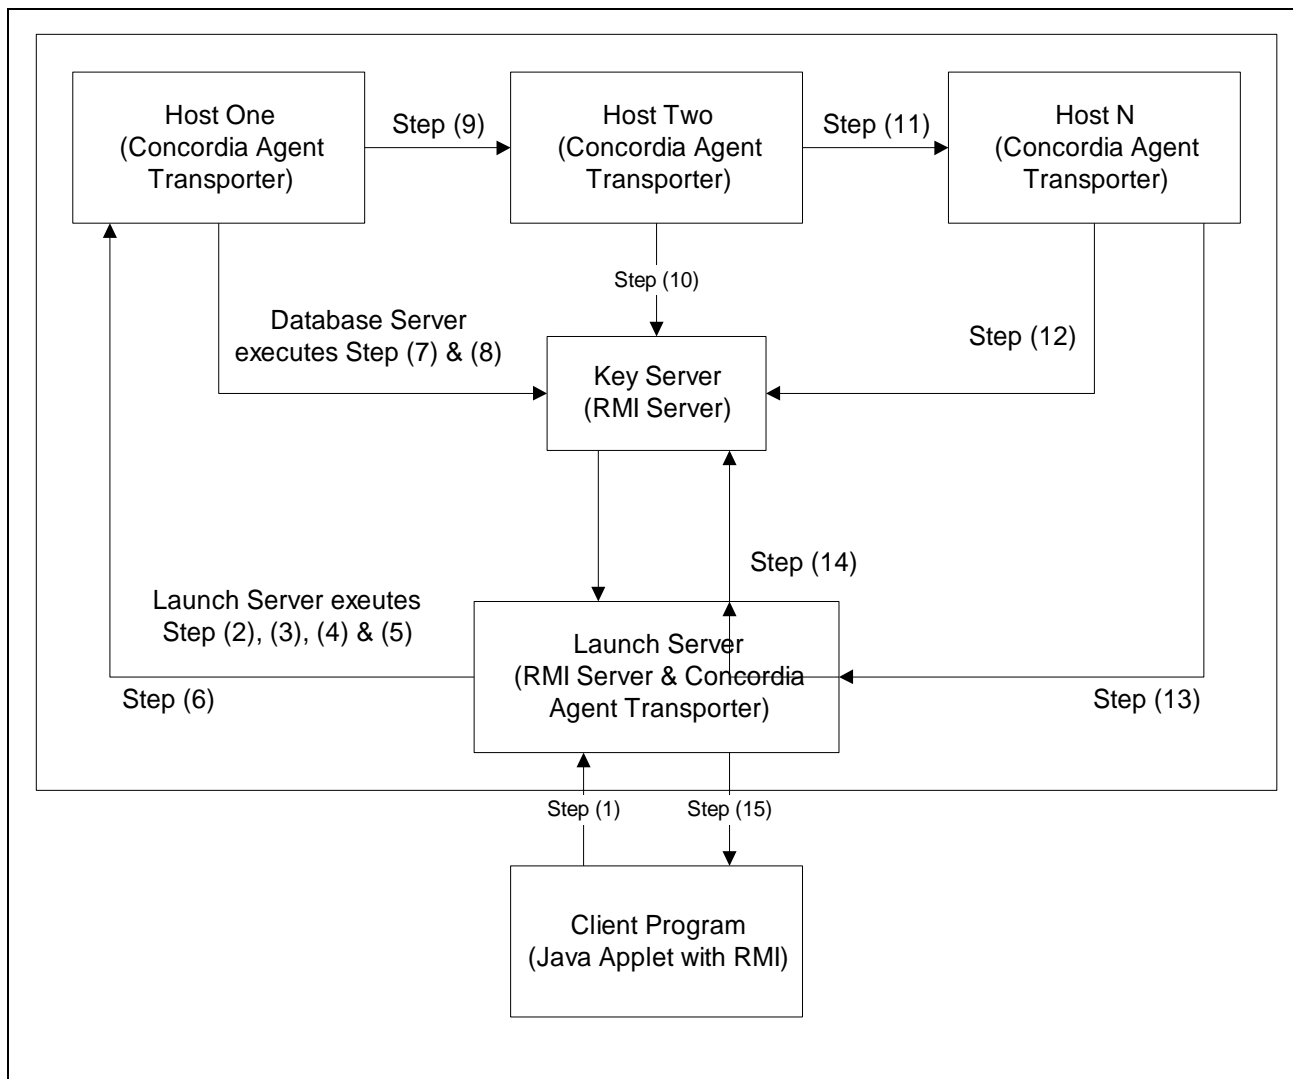 Host One
(Concordia Agent
Transporter)
Step (9)
Host Two
(Concordia Agent
Transporter)
Step (11)
Host N
(Concordia Agent
Transporter)
Step (10)
Database Server
executes Step (7) & (8)
Step (12)
Key Server
(RMI Server)
Step (14)
Launch Server exeutes
Step (2), (3), (4) & (5)
Step (6)
Launch Server
(RMI Server & Concordia
Agent Transporter)
Step (13)
Step (1)
Step (15)
Client Program
(Java Applet with RMI)